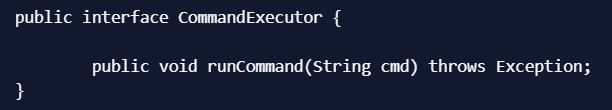 public interface CommandExecutor {
public void runCommand(String cmd) throws Exception;
}